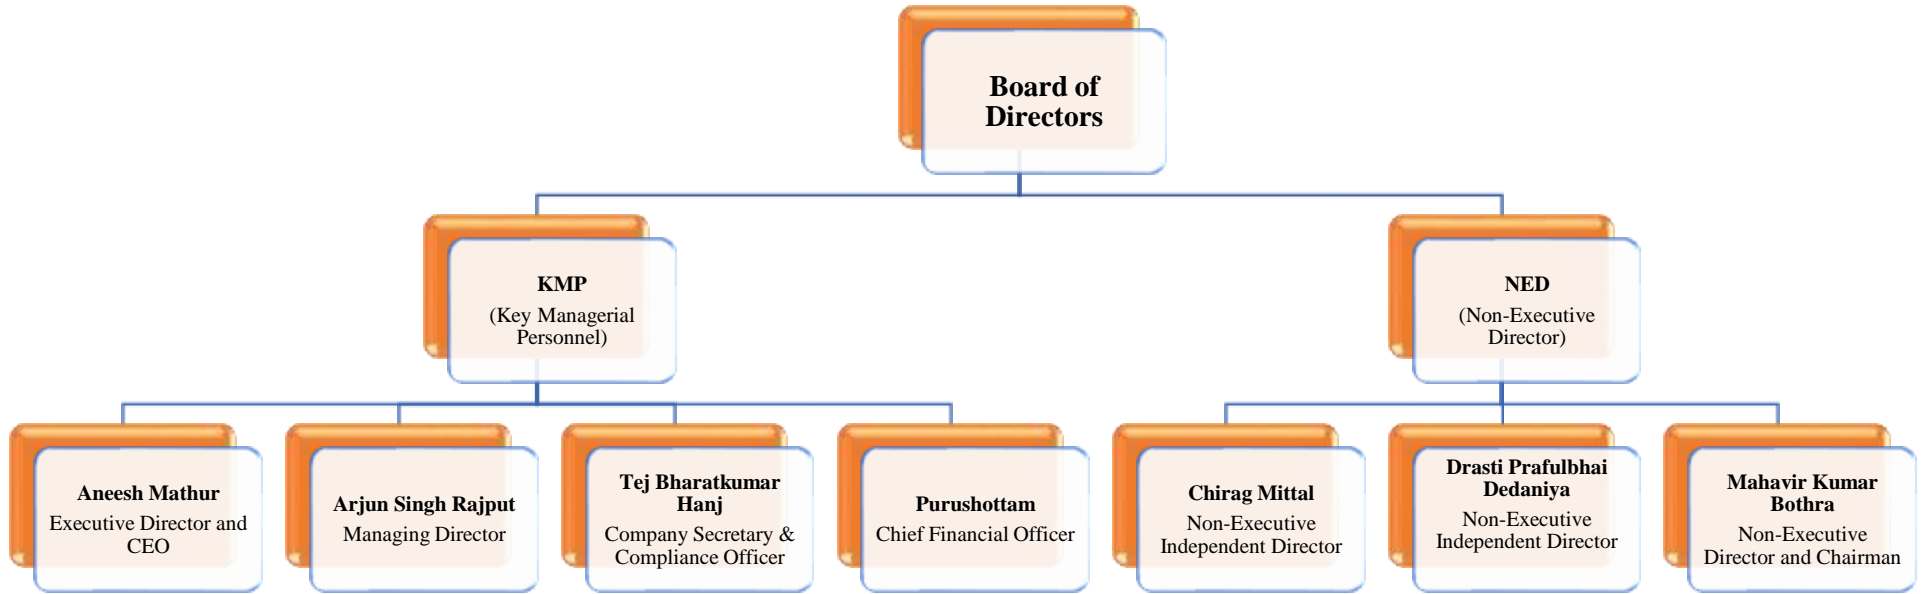 Board of
Directors
KMP
(Key Managerial
Personnel)
NED
(Non-Executive
Director)
Aneesh Mathur
Executive Director and
CEO
Arjun Singh Rajput
Managing Director
Tej Bharatkumar
Hanj
Company Secretary &
Compliance Officer
Purushottam
Chief Financial Officer
Chirag Mittal
Non-Executive
Independent Director
Drasti Prafulbhai
Dedaniya
Non-Executive
Independent Director
Mahavir Kumar
Bothra
Non-Executive
Director and Chairman